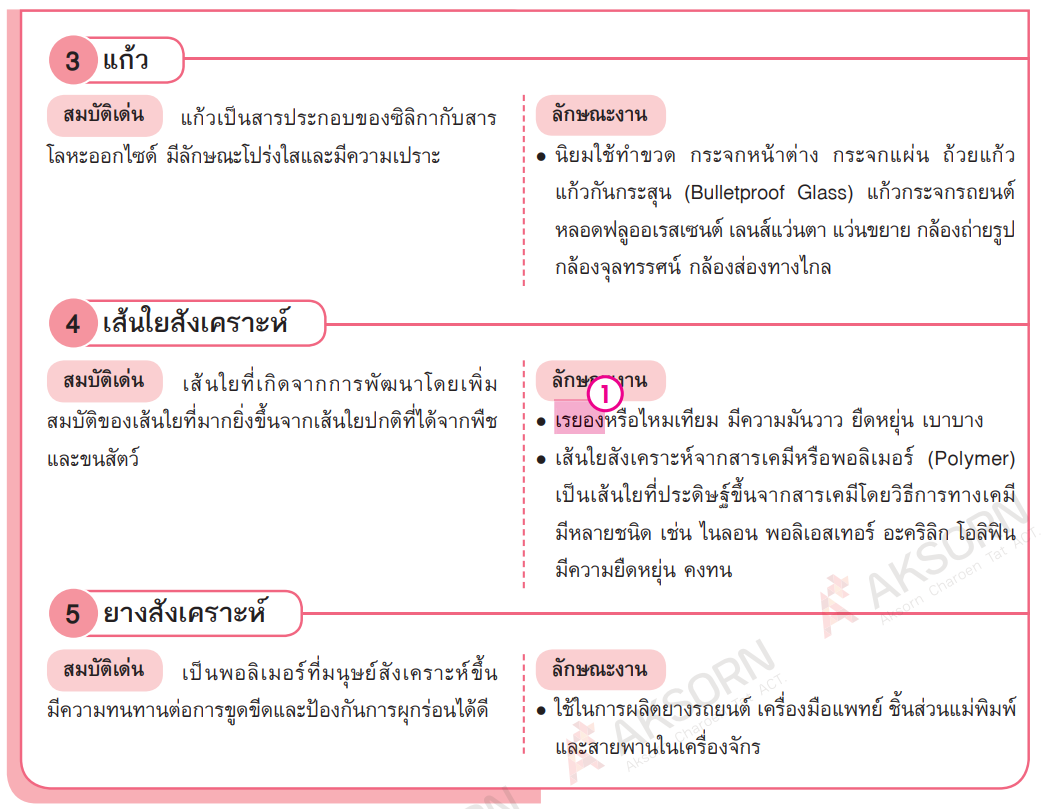 3 แก้ว
สมบัติเด่น แก้วเป็นสารประกอบของซิลิกากับสาร
โลหะออกไซด์ มีลักษณะโปร่งใสและมีความเปราะ
ลักษณะงาน
● นิยมใช้ทำขวด กระจกหน้าต่าง กระจกแผ่น ถ้วยแก้ว
แก้วกันกระสุน (Bulletproof Glass) แก้วกระจกรถยนต์
หลอดฟลูออเรสเซนต์ เลนส์แว่นตา แว่นขยาย กล้องถ่ายรูป
กล้องจุลทรรศน์ กล้องส่องทางไกล
4 เส้นใยสังเคราะห์
สมบัติเด่น เส้นใยที่เกิดจากการพัฒนาโดยเพิ่ม
สมบัติของเส้นใยที่มากยิ่งขึ้นจากเส้นใยปกติที่ได้จากพืช
และขนสัตว์
ลักษณะงาน
1
● เรยองหรือไหมเทียม มีความมันวาว ยืดหยุ่น เบาบาง
● เส้นใยสังเคราะห์จากสารเคมีหรือพอลิเมอร์ (Polymer)
เป็นเส้นใยที่ประดิษฐ์ขึ้นจากสารเคมีโดยวิธีการทางเคมี
มีหลายชนิด เช่น ไนลอน พอลิเอสเทอร์ อะคริลิก โอลิฟิน
มีความยืดหยุ่น คงทน
AKSORN
Aksorn Charoen Tat ACT.
5 ยางสังเคราะห์
สมบัติเด่น เป็นพอลิเมอร์ที่มนุษย์สังเคราะห์ขึ้น
มีความทนทานต่อการขูดขีดและป้องกันการผุกร่อนได้ดี
ลักษณะงาน
● ใช้ในการผลิตยางรถยนต์ เครื่องมือแพทย์ ชิ้นส่วนแม่พิมพ์
และสายพานในเครื่องจักร
AKSORN
Aksorn Charoen Tat ACT.